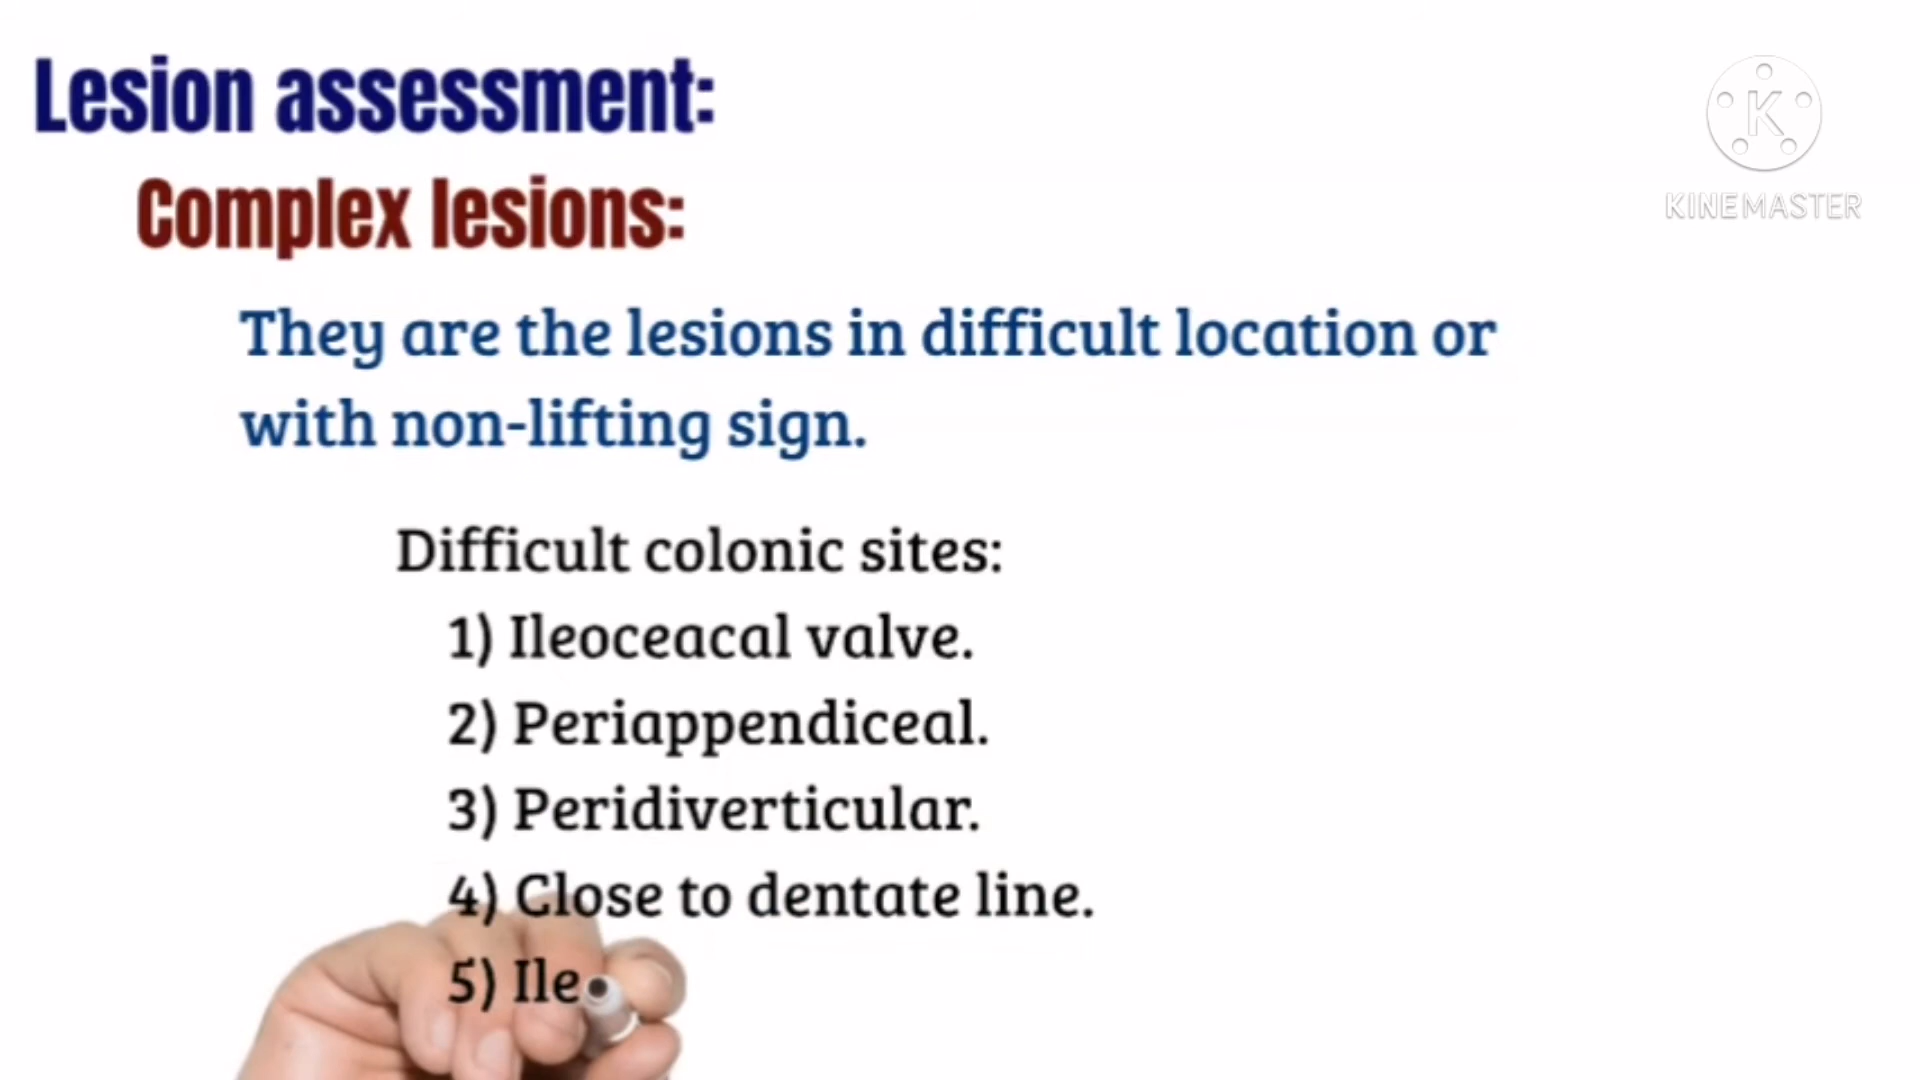 Lesion assessment:
Complex lesions:
K
KINEMASTER
They are the lesions in difficult location or
with non-lifting sign.
Difficult colonic sites:
1) Ileoceacal valve.
2) Periappendiceal.
3) Peridiverticular.
4) Close to dentate line.
5) Ile